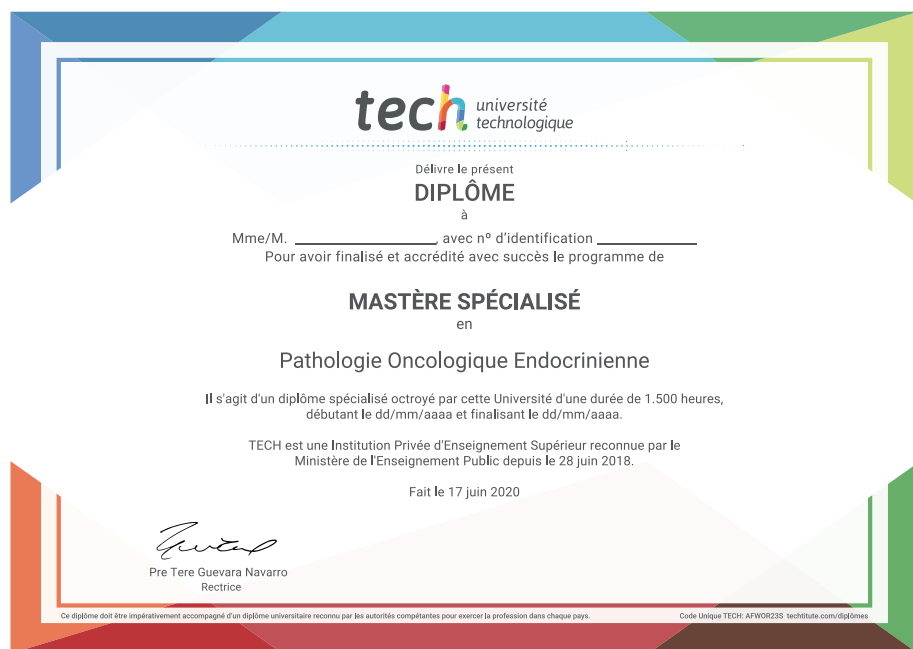 tech université
technologique
Délivre le présent
DIPLÔME
à
Mme/M. ________________, avec nº d'identification ___________
Pour avoir finalisé et accrédité avec succès le programme de
MASTÈRE SPÉCIALISÉ
en
Pathologie Oncologique Endocrinienne
Il s'agit d'un diplôme spécialisé octroyé par cette Université d'une durée de 1.500 heures,
débutant le dd/mm/aaaa et finalisant le dd/mm/aaaa.
TECH est une Institution Privée d'Enseignement Supérieur reconnue par le
Ministère de l'Enseignement Public depuis le 28 juin 2018.
Fait le 17 juin 2020
Pre Tere Guevara Navarro
Rectrice
Ce diplôme doit être impérativement accompagné d'un diplôme universitaire reconnu par les autorités compétentes pour exercer la profession dans chaque pays.
Code Unique TECH: AFWOR23S techtitute.com/diplômes